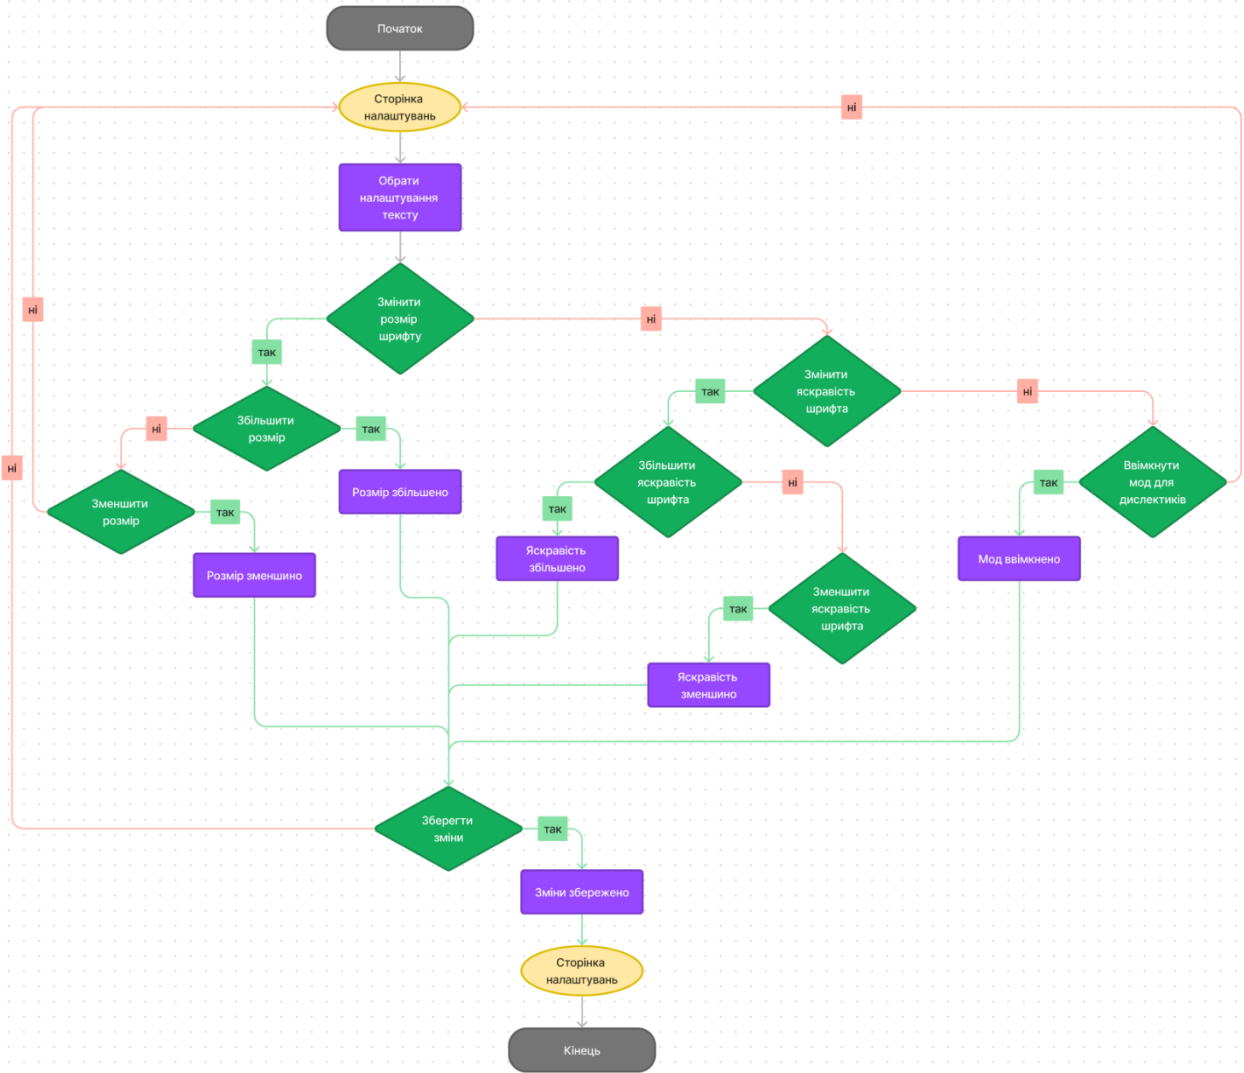 Початок
Сторінка
налаштувань
ні
Обрати
налаштування
тексту
Змінити
розмір
шрифту
ні
ні
так
Змінити
яскравість
шрифта
так
ні
Збільшити
розмір
ні
так
Збільшити
яскравість
шрифта
ні
так
Ввімкнути
мод для
дислектиків
так
ні
Розмір збільшено
Зменшити
розмір
так
Яскравість
збільшено
Мод ввімкнено
Розмір зменшино
Зменшити
яскравість
шрифта
так
Яскравість
зменшино
Зберегти
зміни
так
Зміни збережено
Сторінка
налаштувань
Кінець